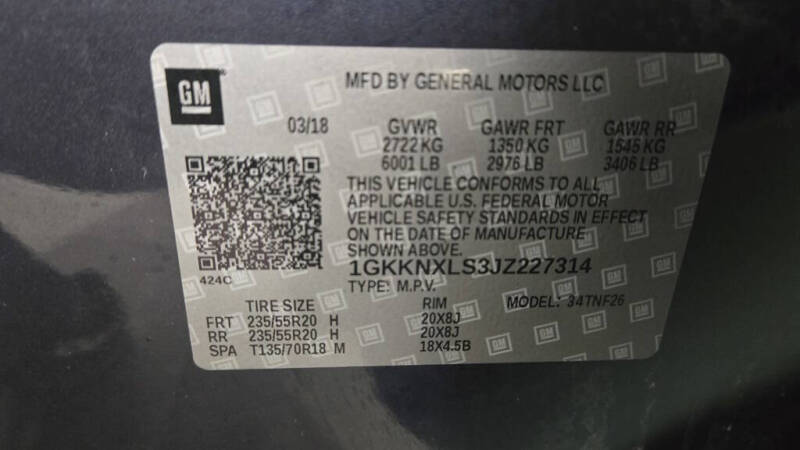 GM
MFD BY GENERAL MOTORS LLC
03/18 GVWR GAWR FRT GAWR RR
2722 KG 1350 KG 1545 KG
6001 LB 2976 LB 3406 LB
THIS VEHICLE CONFORMS TO ALL
APPLICABLE U.S. FEDERAL MOTOR
VEHICLE SAFETY STANDARDS IN EFFECT
ON THE DATE OF MANUFACTURE
SHOWN ABOVE.
1GKKNXLS3JZ227314
424C
TYPE: M.P.V. MODEL: 34TNF26
TIRE SIZE RIM
FRT 235/55R20 H 20X8J
RR 235/55R20 H 20X8J
SPA T135/70R18 M 18X4.5B